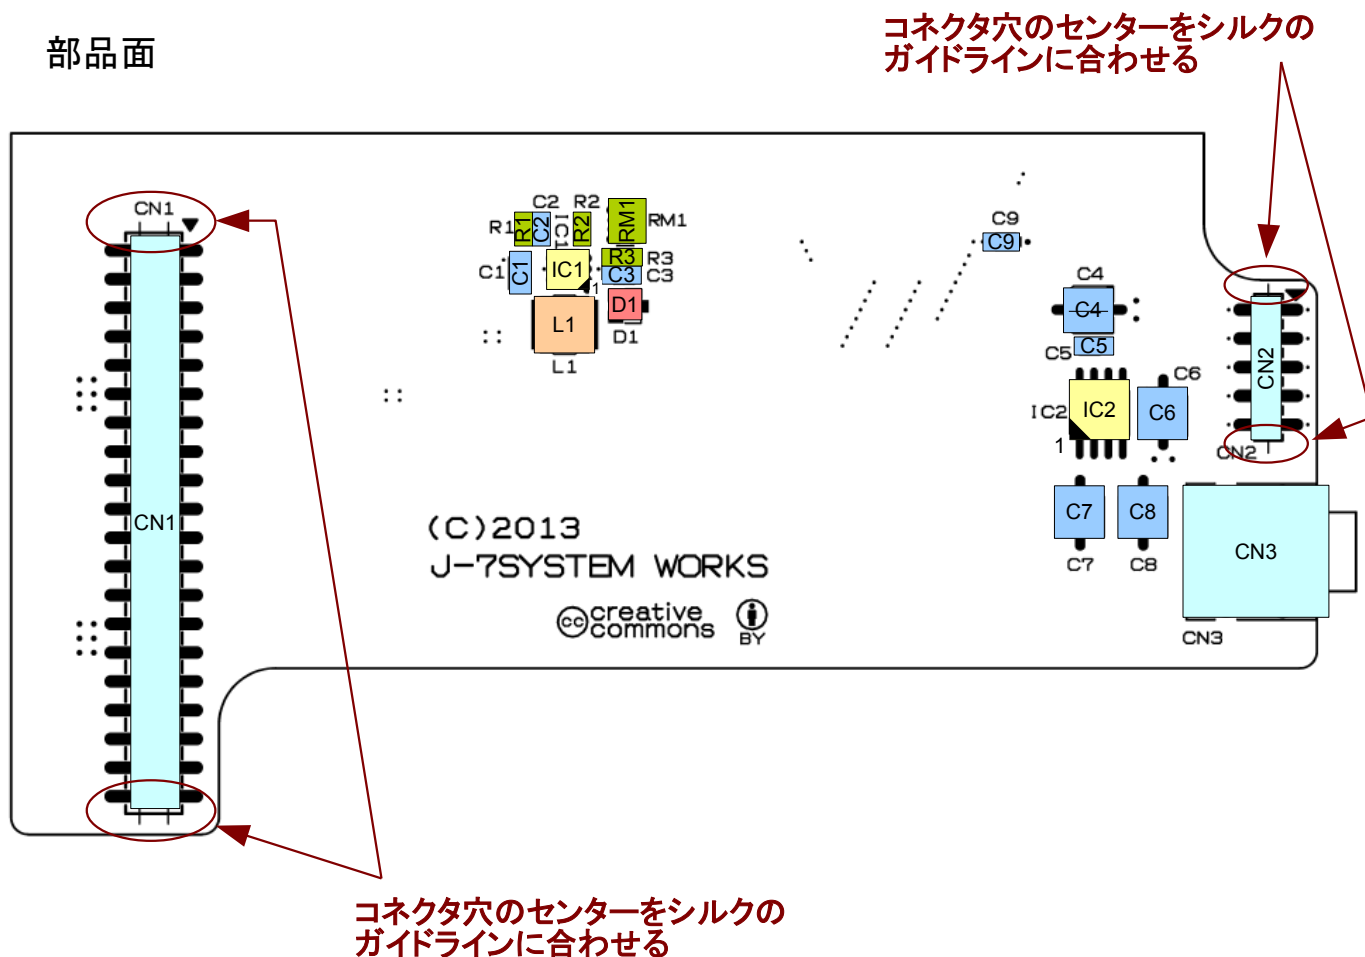 部品面
コネクタ穴のセンターをシルクの
ガイドラインに合わせる
CN1
C2
R2
R1
R1
C2
IC1
R2
RM1
RM1
C9
C9
C1
C1
IC1
R3
R3
C3
C3
1
L1
D1
D1
L1
C4
C4
C5
C5
C6
IC2
IC2
C6
1
CN2
CN2
CN1
C7
C8
C7
C8
CN3
CN3
(C)2013
J-7SYSTEM WORKS
cc creative
commons
BY
コネクタ穴のセンターをシルクの
ガイドラインに合わせる